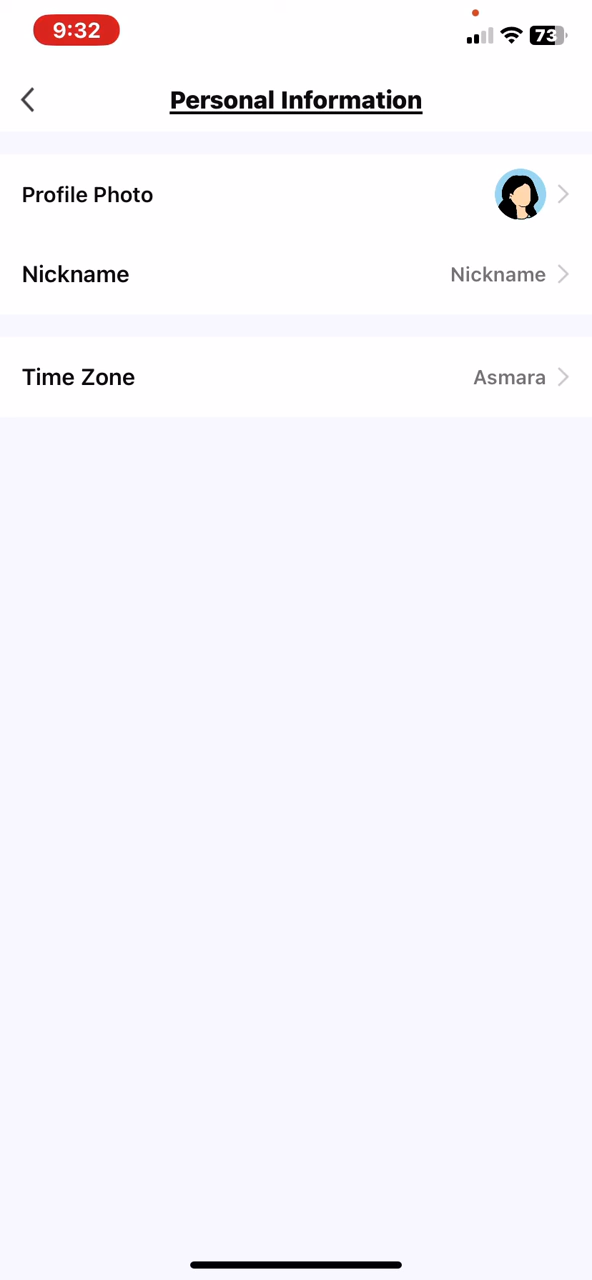 9:32
73
Personal Information
Profile Photo
Nickname Nickname
Time Zone Asmara